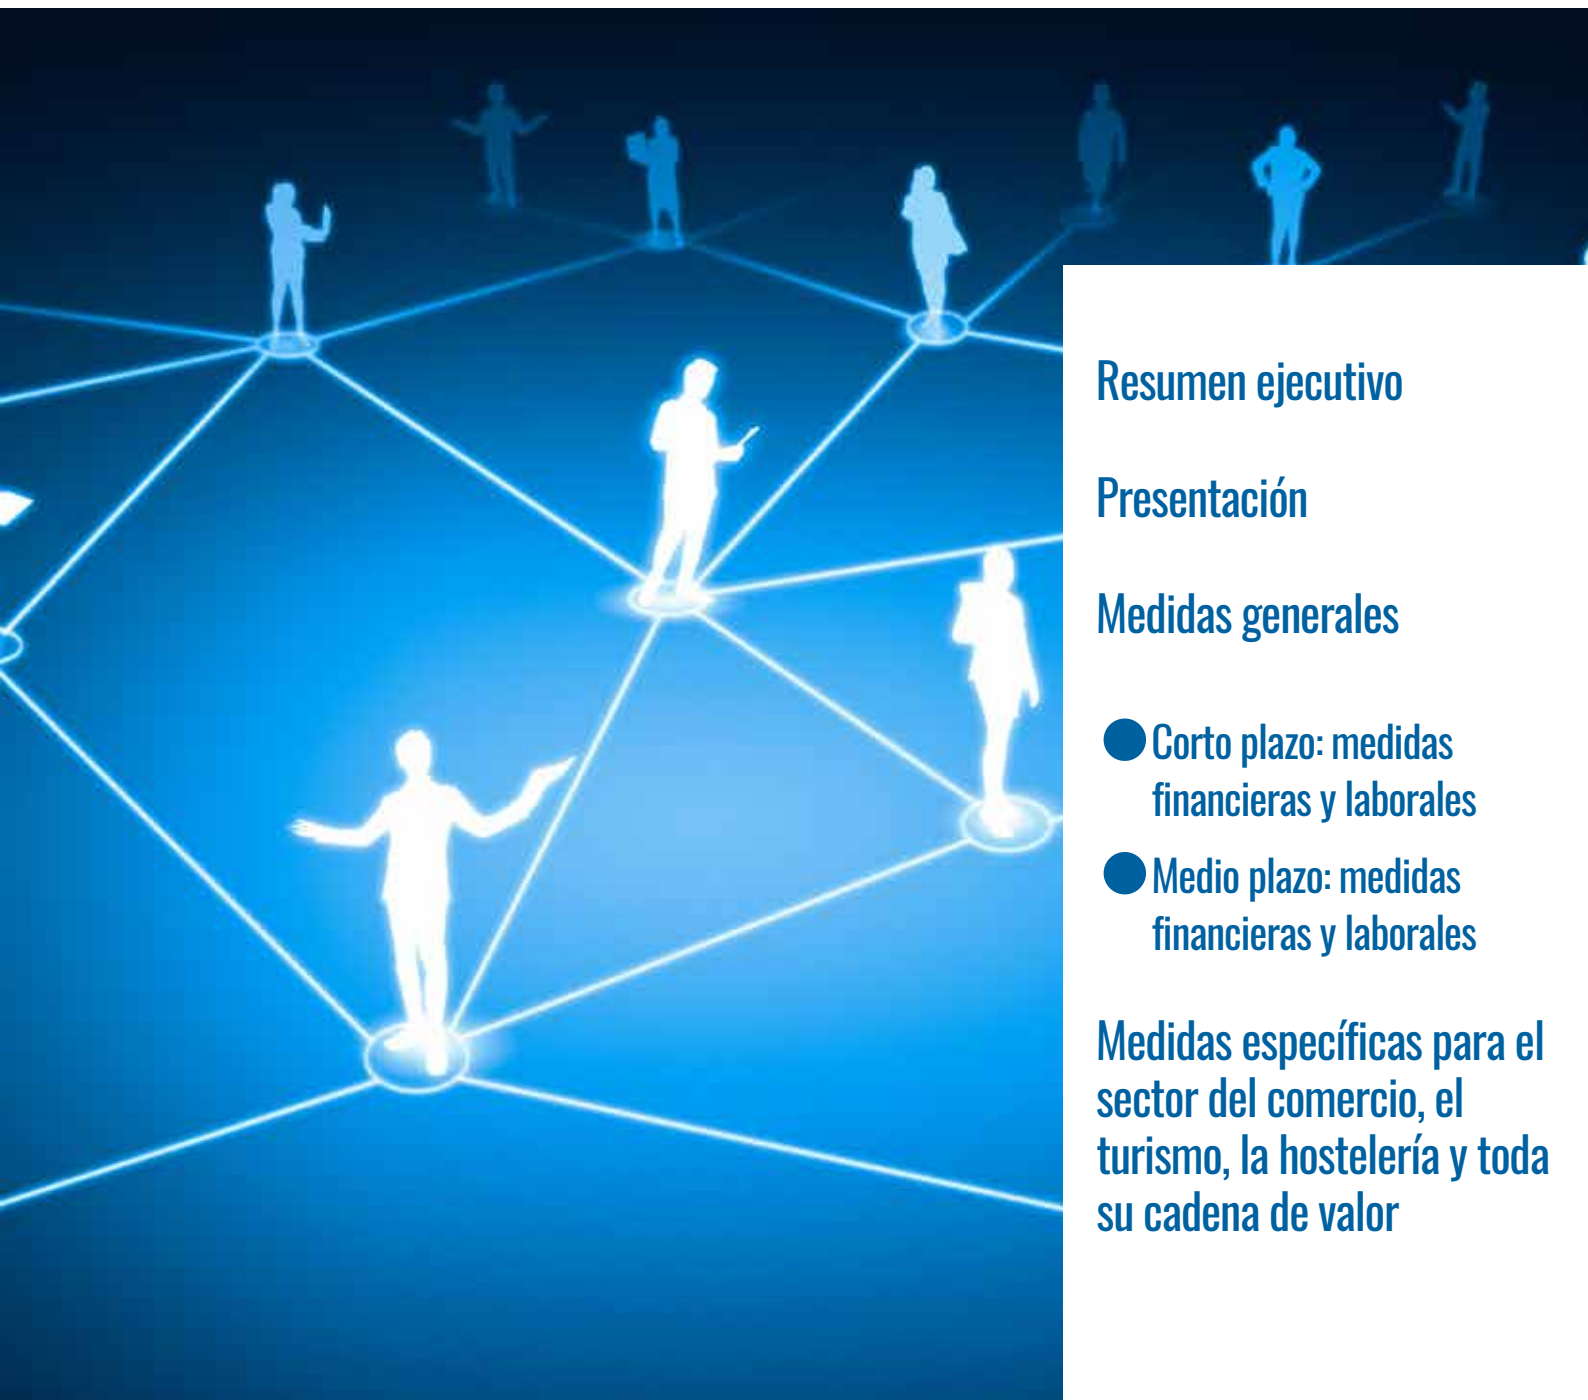 Resumen ejecutivo
Presentación
Medidas generales
Corto plazo: medidas
financieras y laborales
Medio plazo: medidas
financieras y laborales
Medidas específicas para el
sector del comercio, el
turismo, la hostelería y toda
su cadena de valor